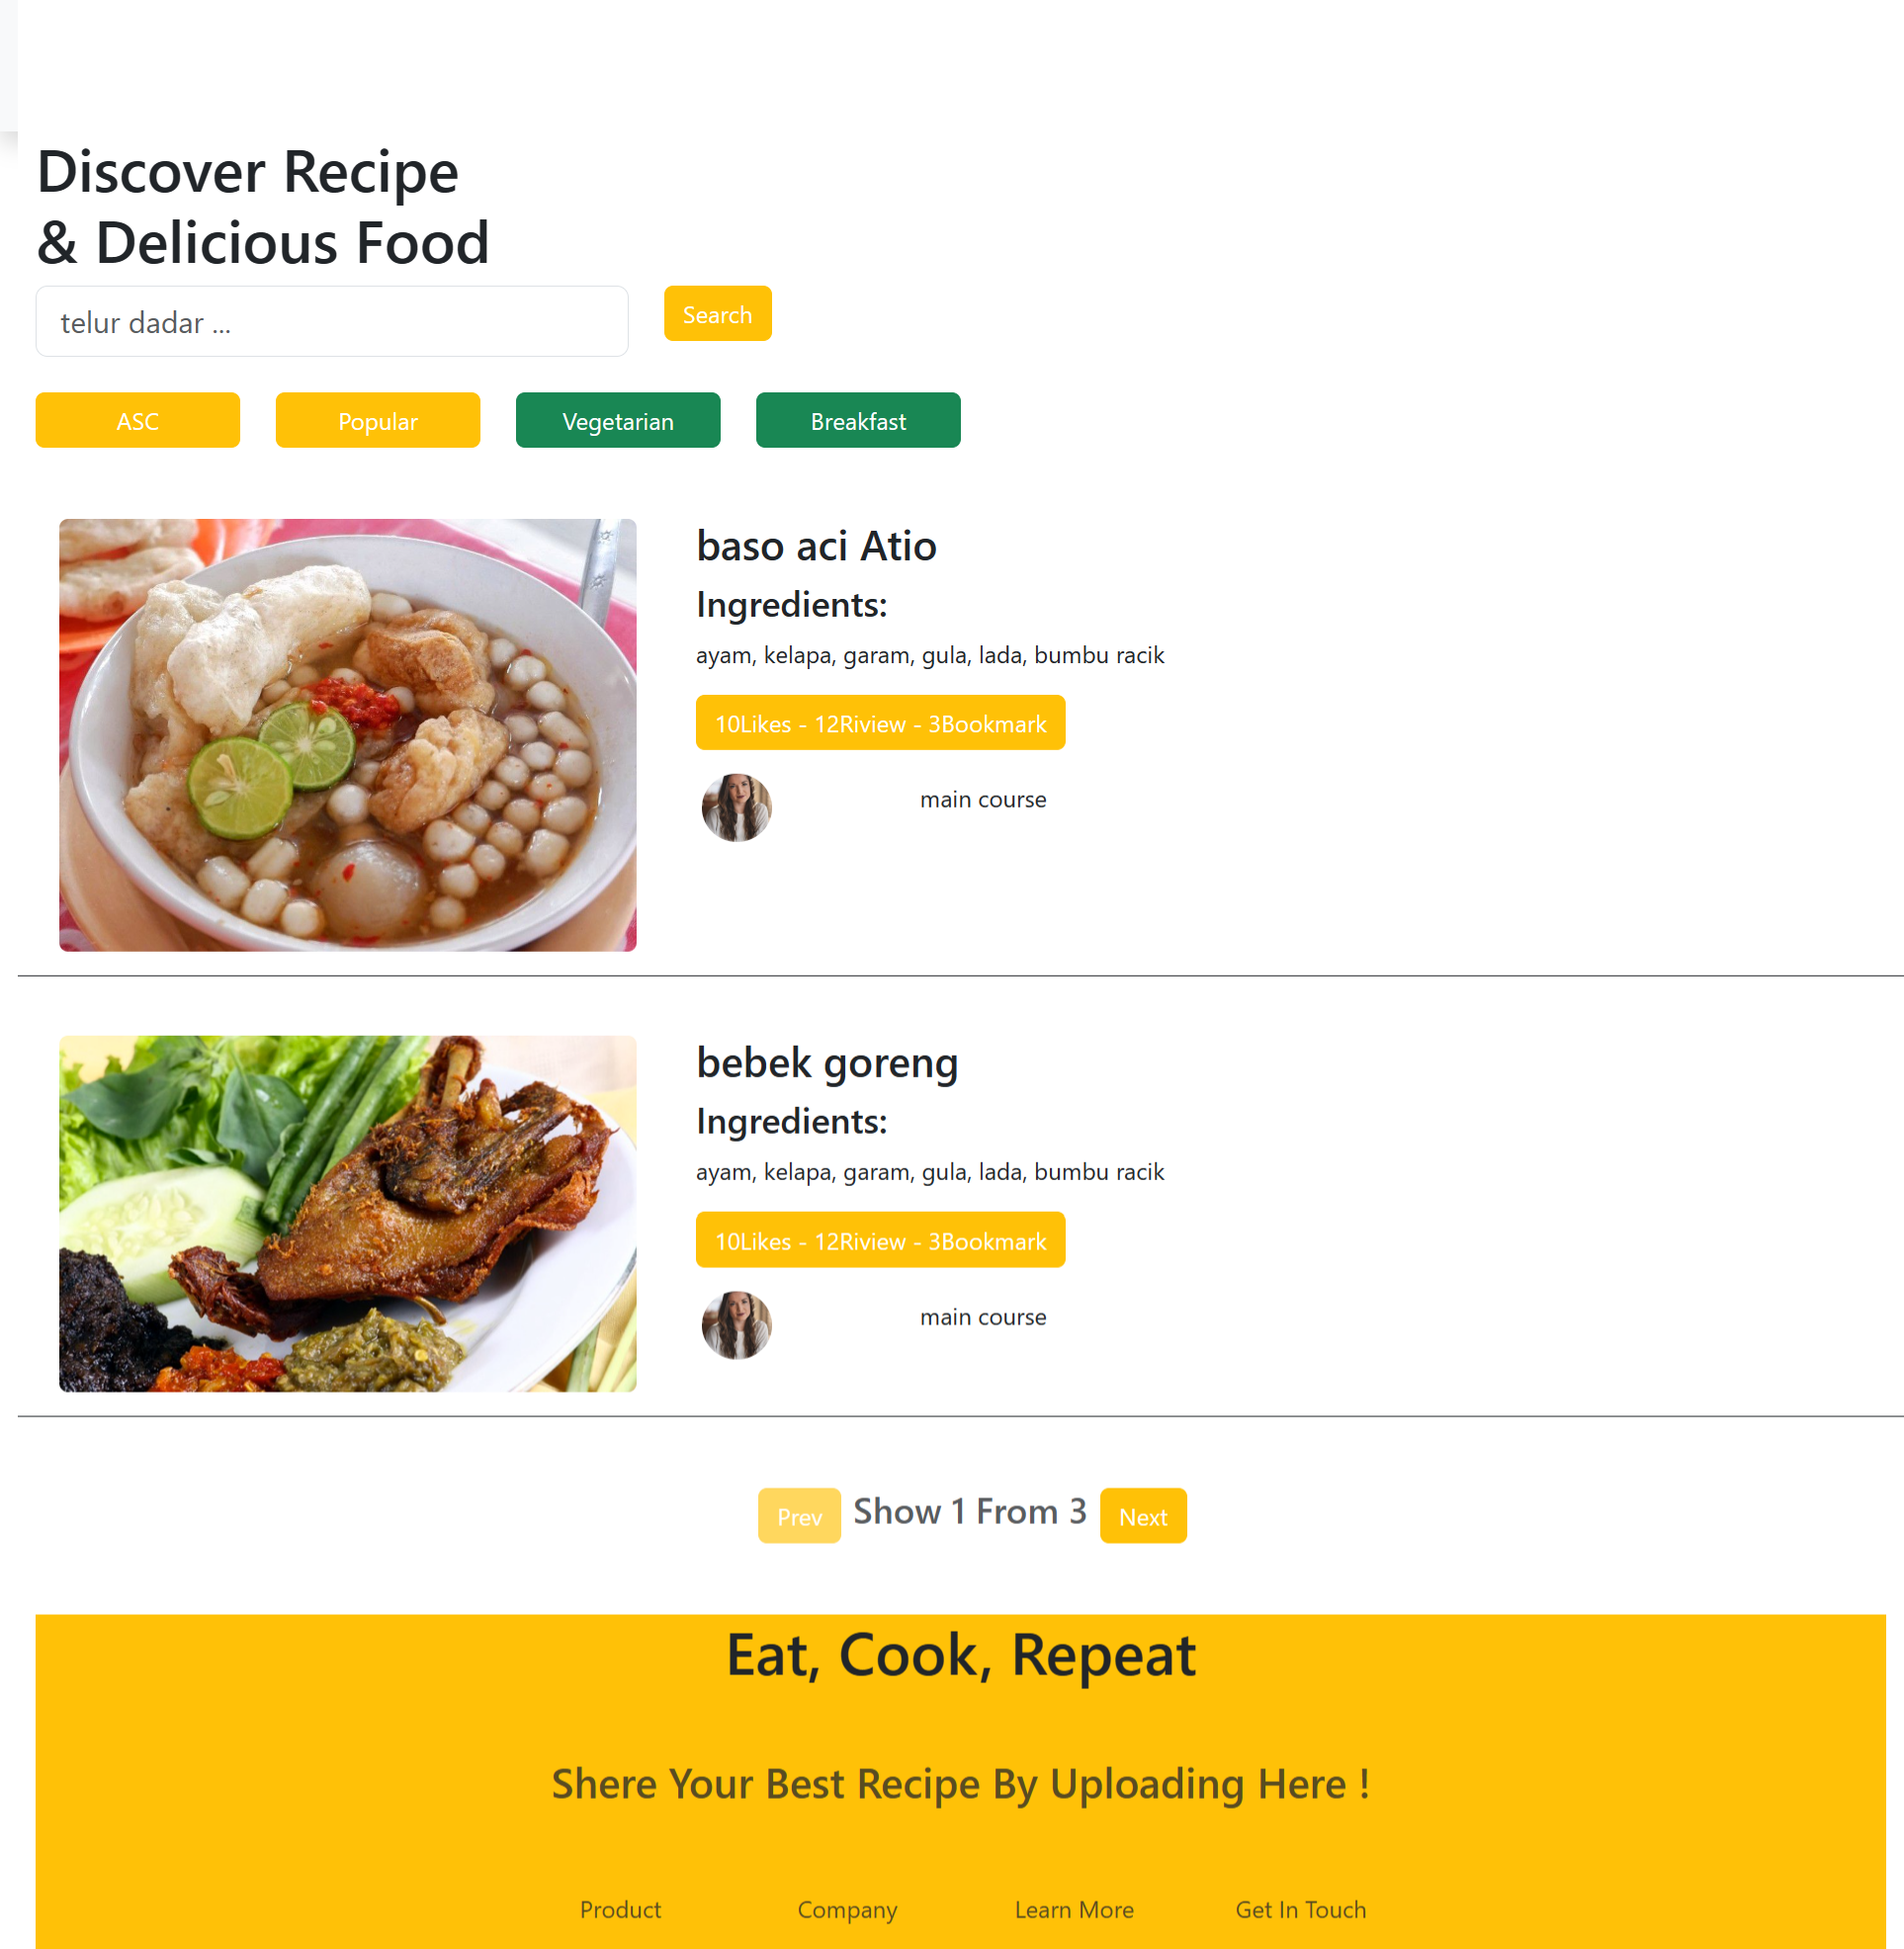 Discover Recipe
& Delicious Food
telur dadar ...
Search
ASC
Popular
Vegetarian
Breakfast
baso aci Atio
Ingredients:
ayam, kelapa, garam, gula, lada, bumbu racik
10Likes - 12Riview - 3Bookmark
main course
bebek goreng
Ingredients:
ayam, kelapa, garam, gula, lada, bumbu racik
10Likes - 12Riview - 3Bookmark
main course
Prev
Show 1 From 3
Next
Eat, Cook, Repeat
Shere Your Best Recipe By Uploading Here !
Product
Company
Learn More
Get In Touch